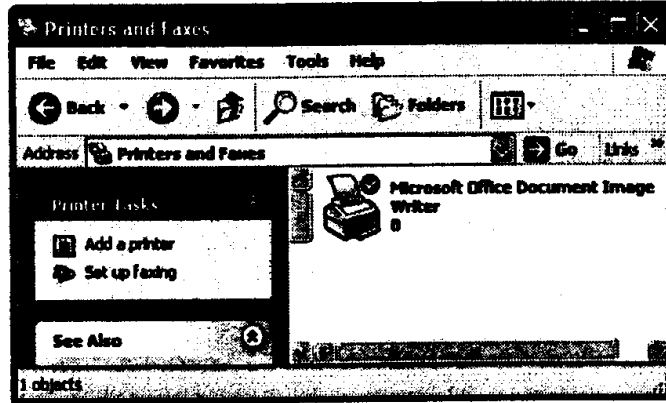 Printers and Faxes
File Edit View Favorites Tools Help
Back Search Folders
Address Printers and Faxes Go Links »
Printer Tasks
Add a printer
Set up faxing
See Also
Microsoft Office Document Image
Writer
0
1 objects